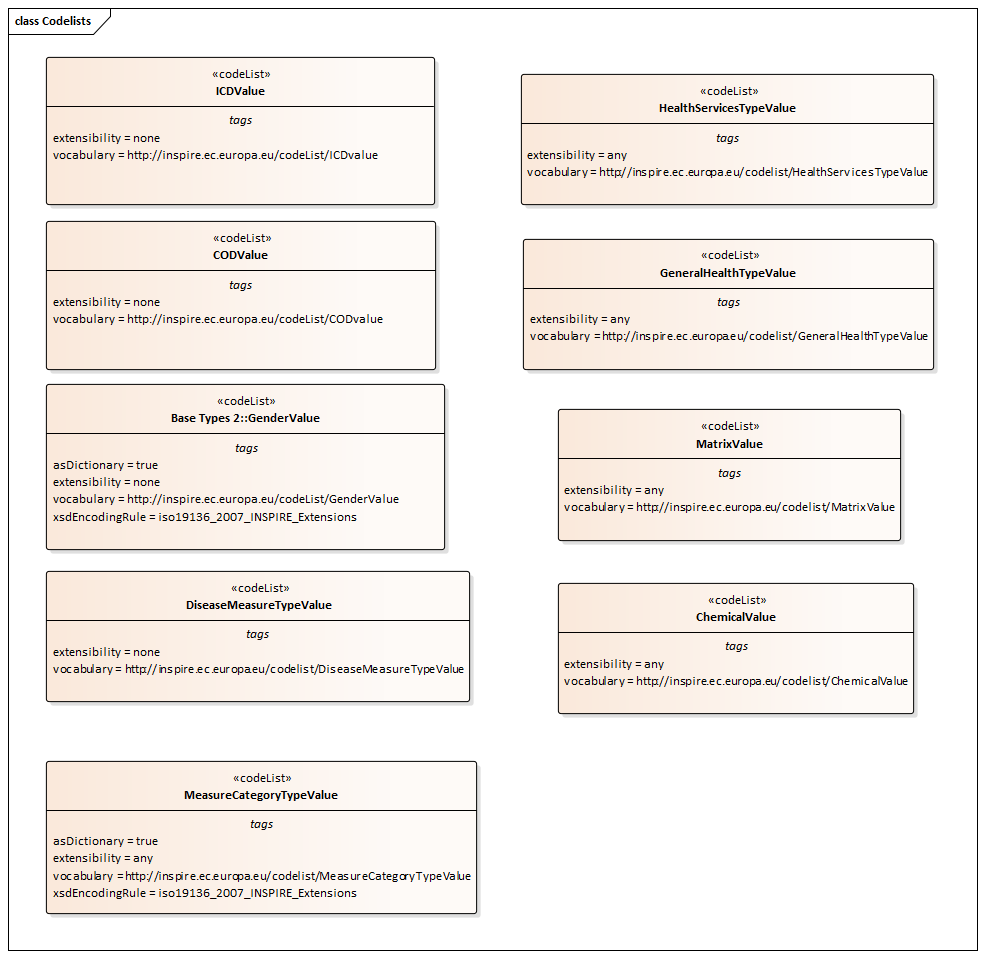 class Codelists
«codeList»
ICDValue
tags
extensibility = none
vocabulary = http://inspire.ec.europa.eu/codeList/ICDvalue
«codeList»
CODValue
tags
extensibility = none
vocabulary = http://inspire.ec.europa.eu/codeList/CODvalue
«codeList»
Base Types 2::GenderValue
tags
asDictionary = true
extensibility = none
vocabulary = http://inspire.ec.europa.eu/codeList/GenderValue
xsdEncodingRule = iso19136_2007_INSPIRE_Extensions
«codeList»
DiseaseMeasureTypeValue
tags
extensibility = none
vocabulary = http://inspire.ec.europa.eu/codelist/DiseaseMeasureTypeValue
«codeList»
MeasureCategoryTypeValue
tags
asDictionary = true
extensibility = any
vocabulary = http://inspire.ec.europa.eu/codelist/MeasureCategoryTypeValue
xsdEncodingRule = iso19136_2007_INSPIRE_Extensions
«codeList»
HealthServicesTypeValue
tags
extensibility = any
vocabulary = http://inspire.ec.europa.eu/codelist/HealthServicesTypeValue
«codeList»
GeneralHealthTypeValue
tags
extensibility = any
vocabulary = http://inspire.ec.europa.eu/codelist/GeneralHealthTypeValue
«codeList»
MatrixValue
tags
extensibility = any
vocabulary = http://inspire.ec.europa.eu/codelist/MatrixValue
«codeList»
ChemicalValue
tags
extensibility = any
vocabulary = http://inspire.ec.europa.eu/codelist/ChemicalValue